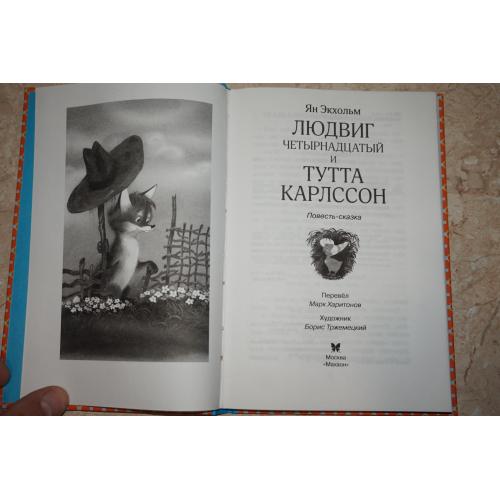 Ян Экхольм
ЛЮДВИГ
ЧЕТЫРНАДЦАТЫЙ
И
ТУТТА
КАРЛССОН
Повесть-сказка
Перевёл
Марк Харитонов
Художник
Борис Тржемецкий
Москва
«Махаон»